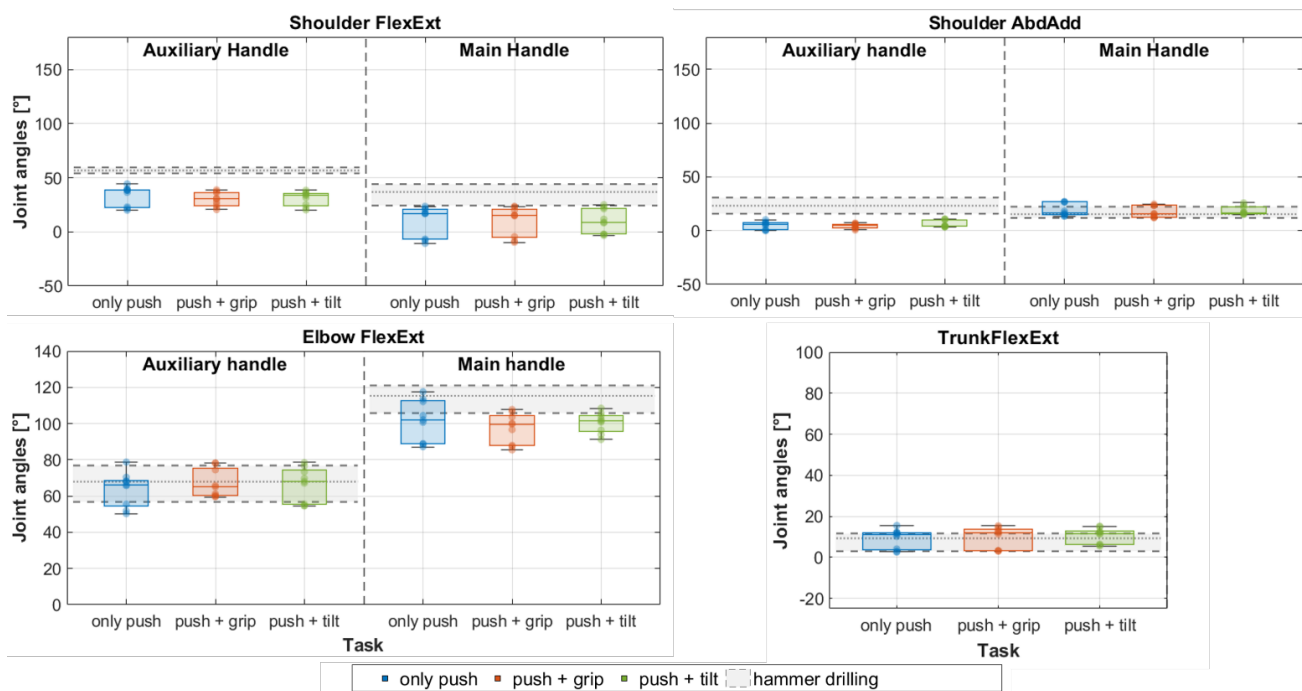 Shoulder FlexExt
Auxiliary Handle
Main Handle
Joint angles [°]
150
100
50
0
-50
only push
push + grip
push + tilt
only push
push + grip
push + tilt
Shoulder AbdAdd
Auxiliary handle
Main Handle
150
100
50
0
-50
only push
push + grip
push + tilt
only push
push + grip
push + tilt
Elbow FlexExt
Auxiliary handle
Main handle
Joint angles [°]
140
120
100
80
60
40
20
0
only push
push + grip
push + tilt
only push
push + grip
push + tilt
Task
TrunkFlexExt
Joint angles [°]
100
80
60
40
20
0
-20
only push
push + grip
push + tilt
Task
only push
push + grip
push + tilt
hammer drilling